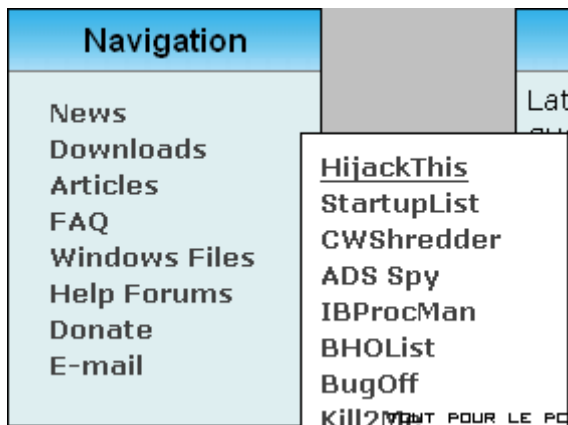 Navigation
News
Downloads
Articles
FAQ
Windows Files
Help Forums
Donate
E-mail
HijackThis
StartupList
CWShredder
ADS Spy
IBProcMan
BHOList
BugOff
POUR LE
Lat